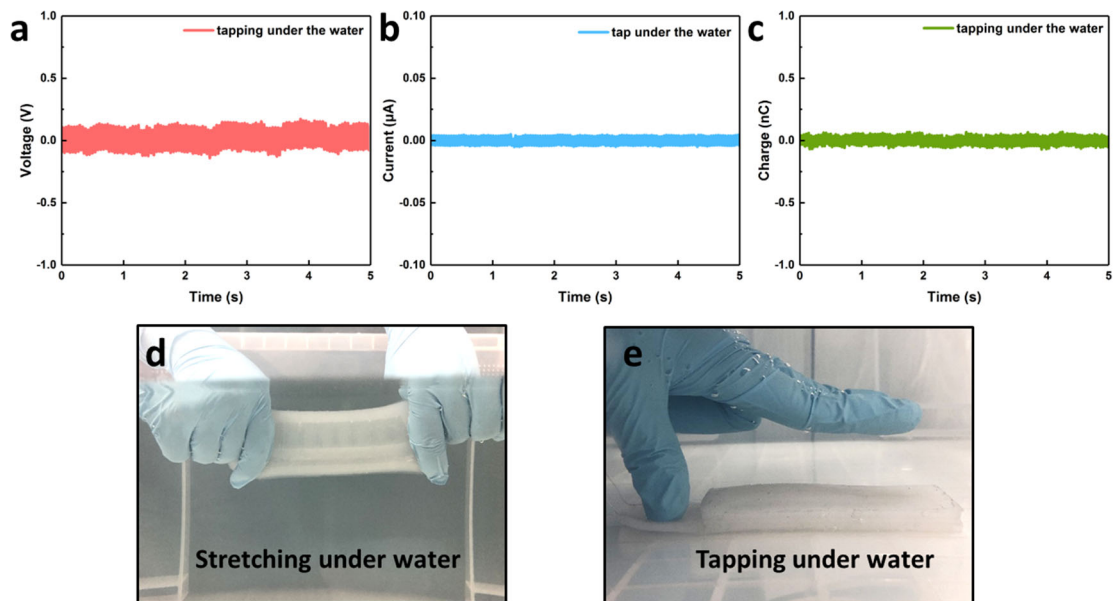 a
1.0
0.5
0.0
-0.5
-1.0
Voltage (V)
tapping under the water
0 1 2 3 4 5
Time (s)
b
0.10
0.05
0.00
-0.05
-0.10
Current (μA)
tap under the water
0 1 2 3 4 5
Time (s)
c
1.0
0.5
0.0
-0.5
-1.0
Charge (nC)
tapping under the water
0 1 2 3 4 5
Time (s)
d
Stretching under water
e
Tapping under water